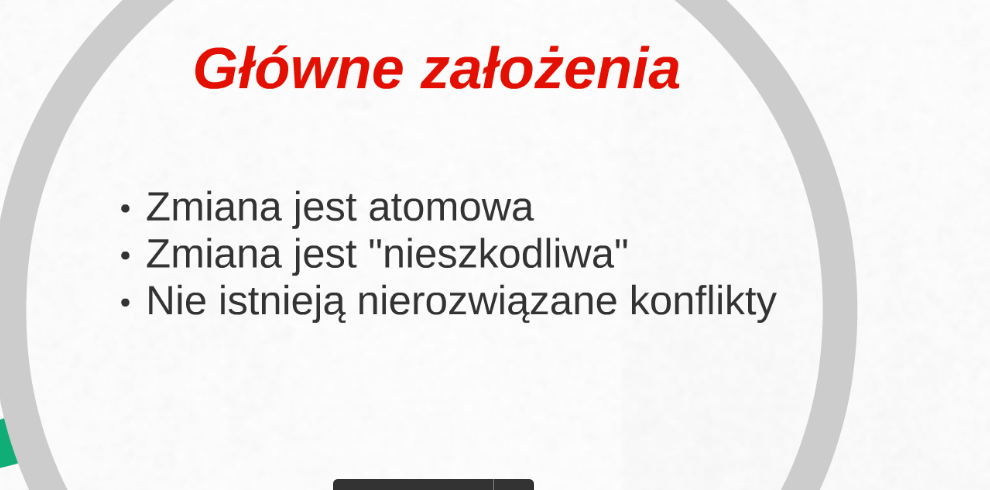 Główne założenia
• Zmiana jest atomowa
• Zmiana jest "nieszkodliwa"
• Nie istnieją nierozwiązane konflikty